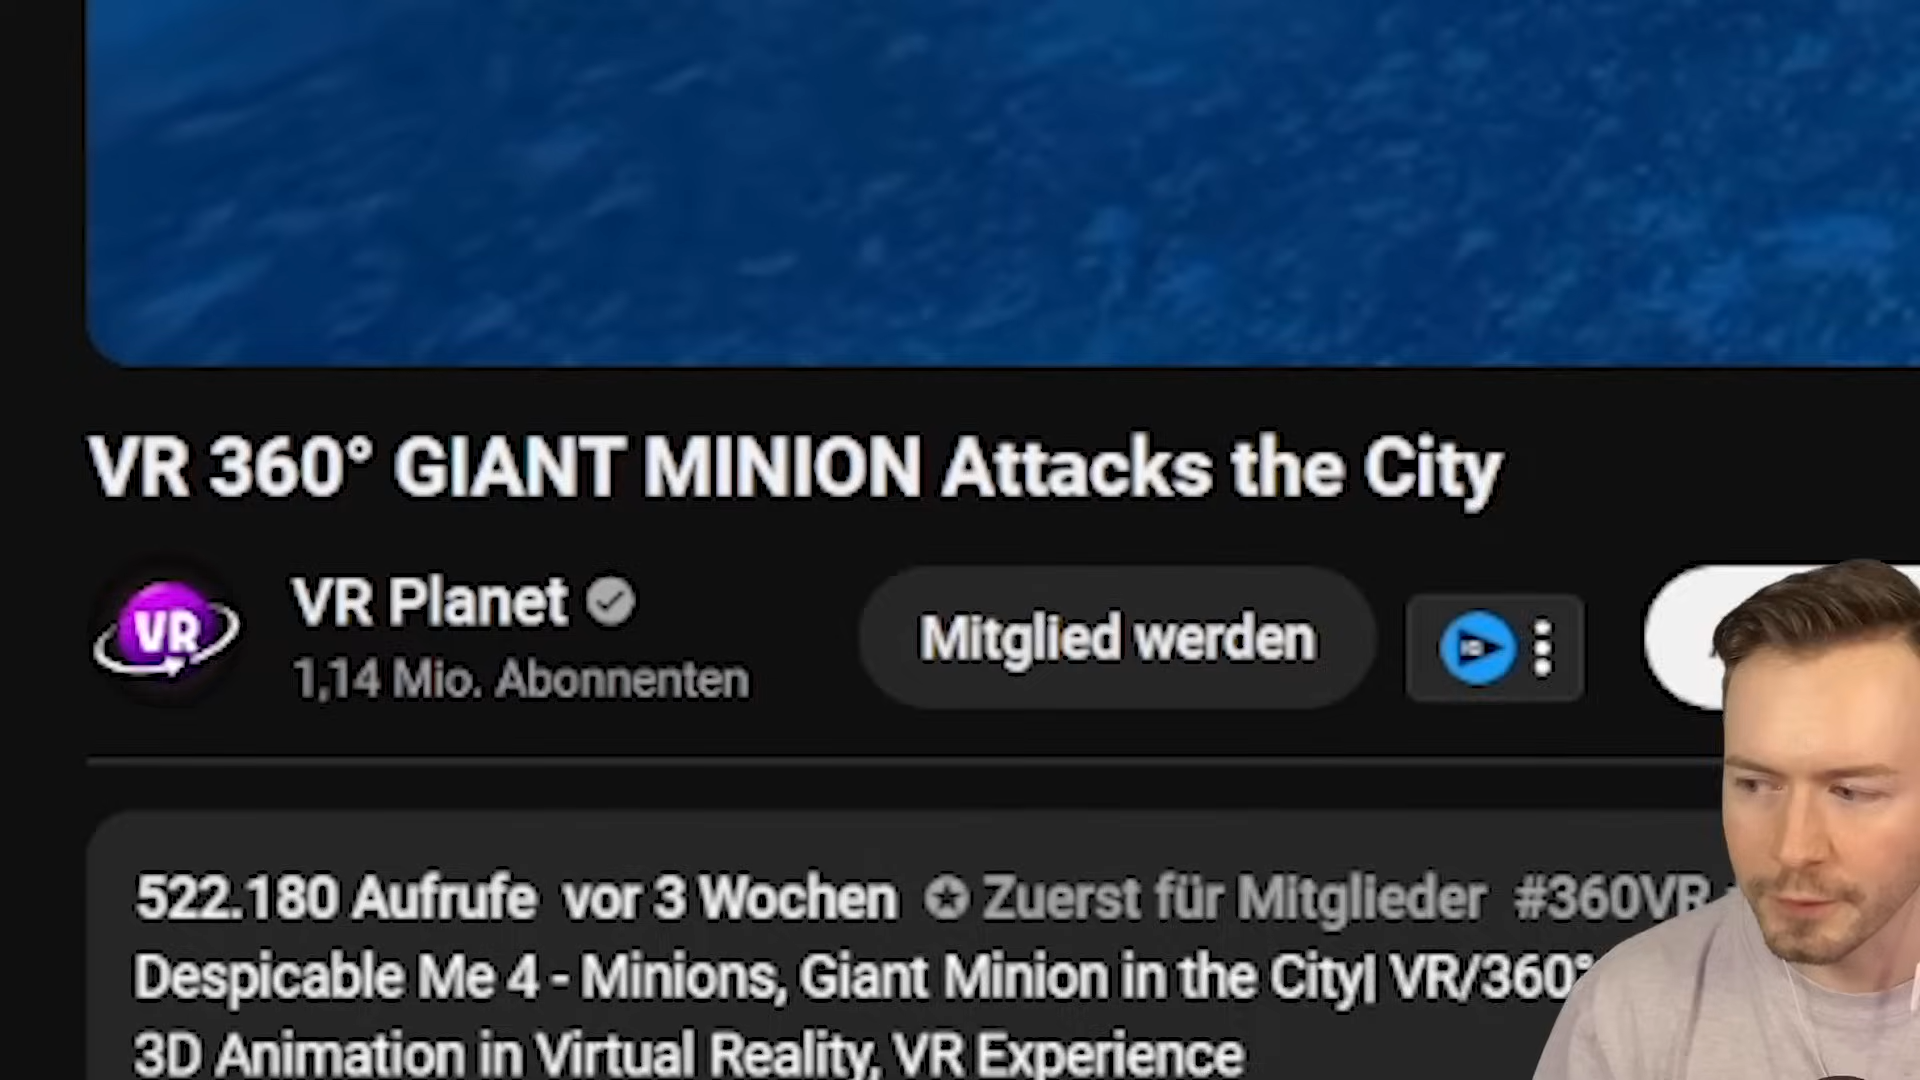 VR 360° GIANT MINION Attacks the City
VR
VR Planet
1,14 Mio. Abonnenten
Mitglied werden
522.180 Aufrufe vor 3 Wochen Zuerst für Mitglieder #360VR
Despicable Me 4 - Minions, Giant Minion in the City| VR/360°
3D Animation in Virtual Reality, VR Experience